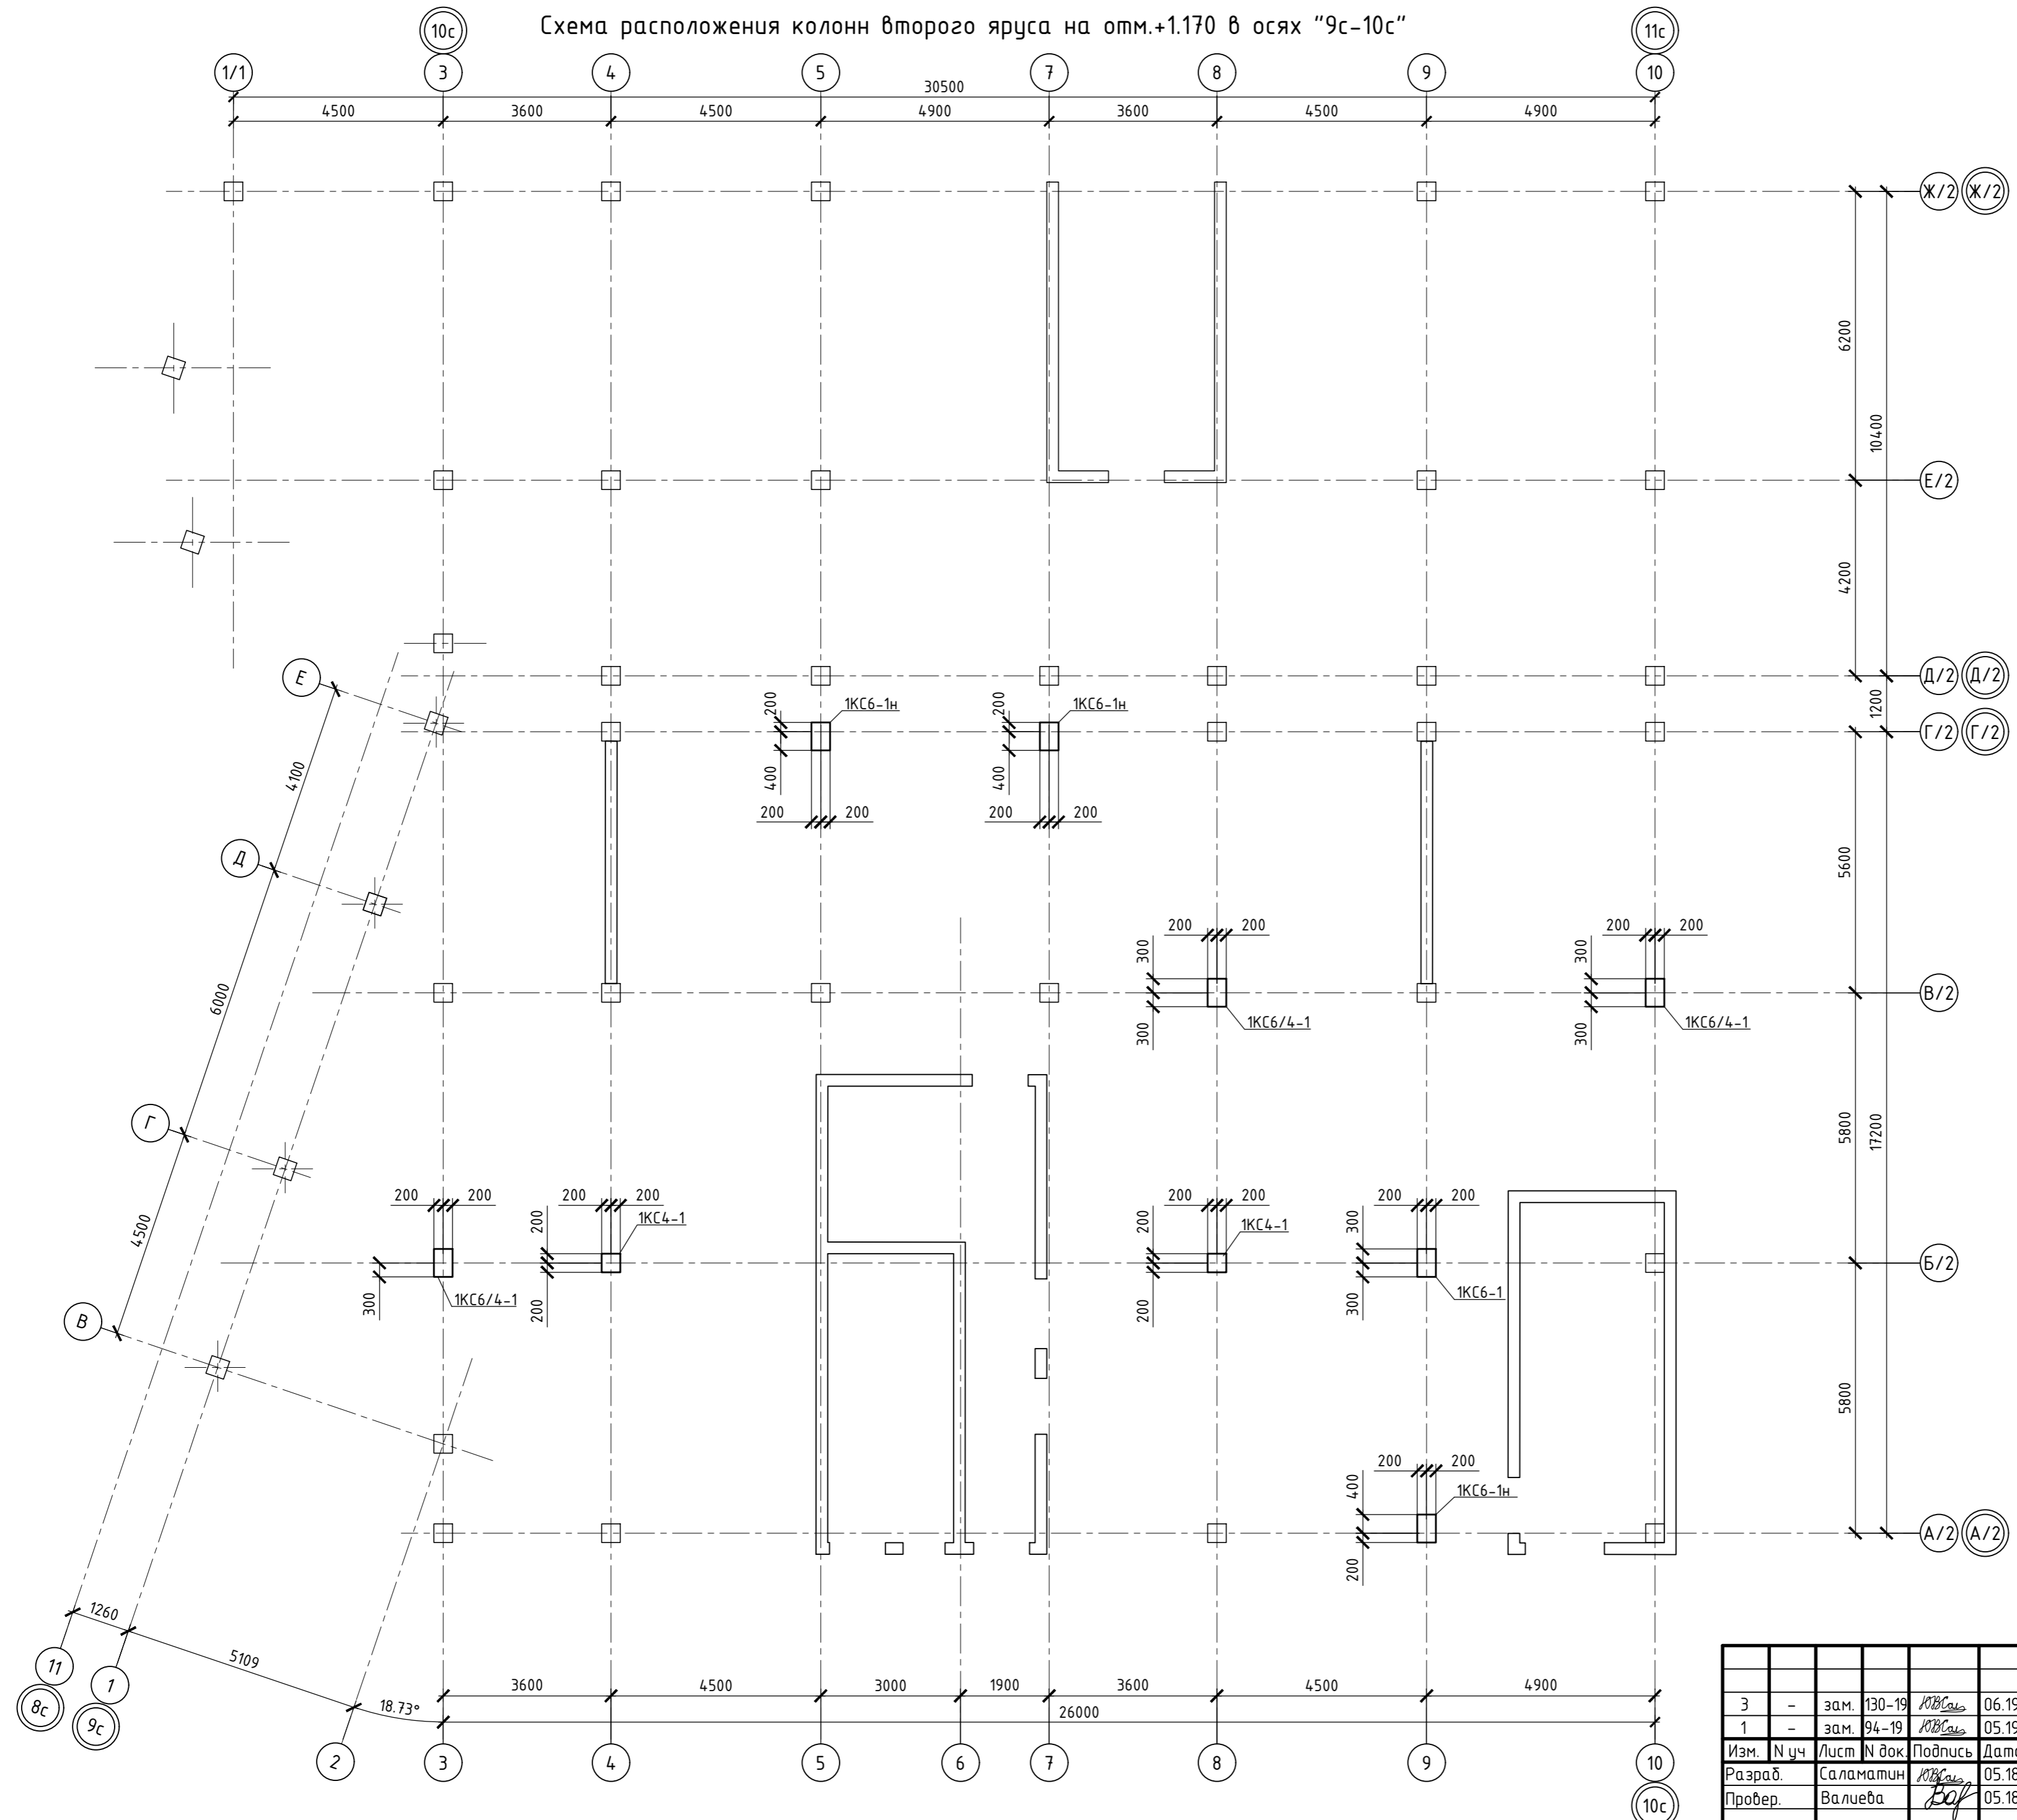 Схема расположения колонн второго яруса на отм.+1.170 в осях "9с-10с"
10с 11с
1/1 3 4 5 7 8 9 10
30500
4500 3600 4500 4900 3600 4500 4900
Ж/2 Ж/2
6200
10400
Е/2
4200
Д/2 Д/2
1200
Г/2 Г/2
Е
200 1КС6-1н 200 1КС6-1н
400 400
200 200 200 200
4100
Д
5600
200 200 200 200
300 300
6000
В/2
300 1КС6/4-1 300 1КС6/4-1
Г
5800
17200
200 200 200 200 200 200 200 200
200 1КС4-1 200 1КС4-1 300
4500
Б/2
300 1КС6/4-1 200 200 300 1КС6-1
В
5800
200 200
400 1КС6-1н
А/2 А/2
200
1260
5109
18.73°
11 1
8с 9с
3600 4500 3000 1900 3600 4500 4900
26000
2 3 4 5 6 7 8 9 10
10с
3 - зам. 130-19 06.19
1 - зам. 94-19 05.19
Изм. N уч Лист N док. Подпись Дата
Разраб. Саламатин 05.18
Провер. Валиева 05.18